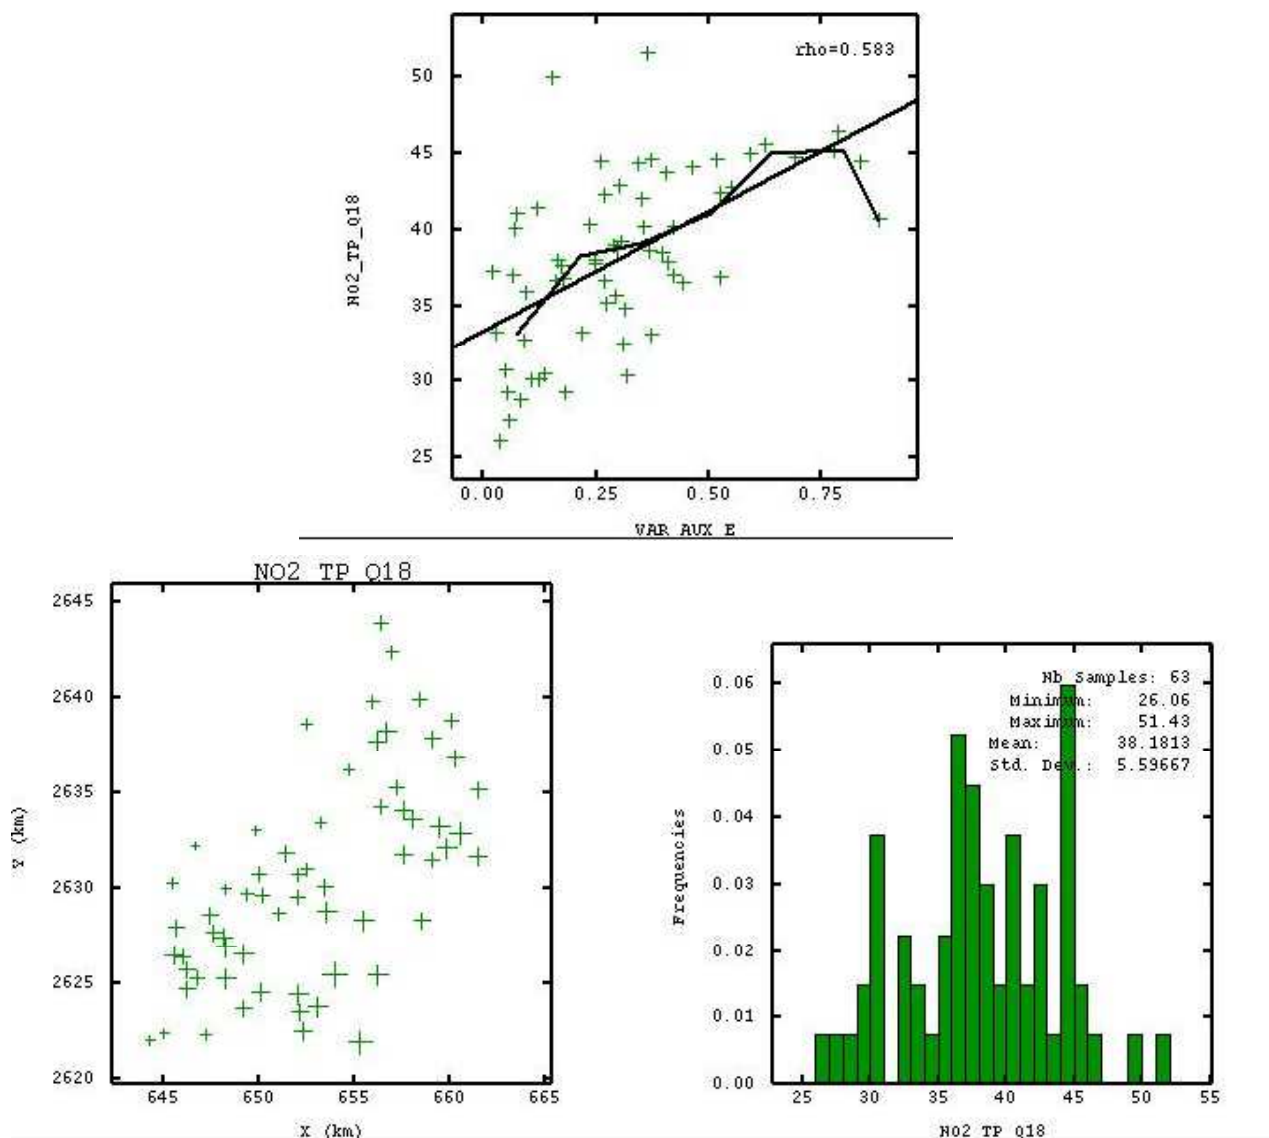 rho=0.583
50
45
40
35
30
25
NO2_TP_Q18
0.00 0.25 0.50 0.75
VAR AUX E
NO2 TP Q18
2645
2640
2635
2630
2625
2620
Y (km)
645 650 655 660 665
X (km)
Nb Samples: 63
Minimum: 26.06
Maximum: 51.43
Mean: 38.1813
Std. Dev.: 5.59667
0.06
0.05
0.04
0.03
0.02
0.01
0.00
Frequencies
25 30 35 40 45 50 55
NO2 TP Q18